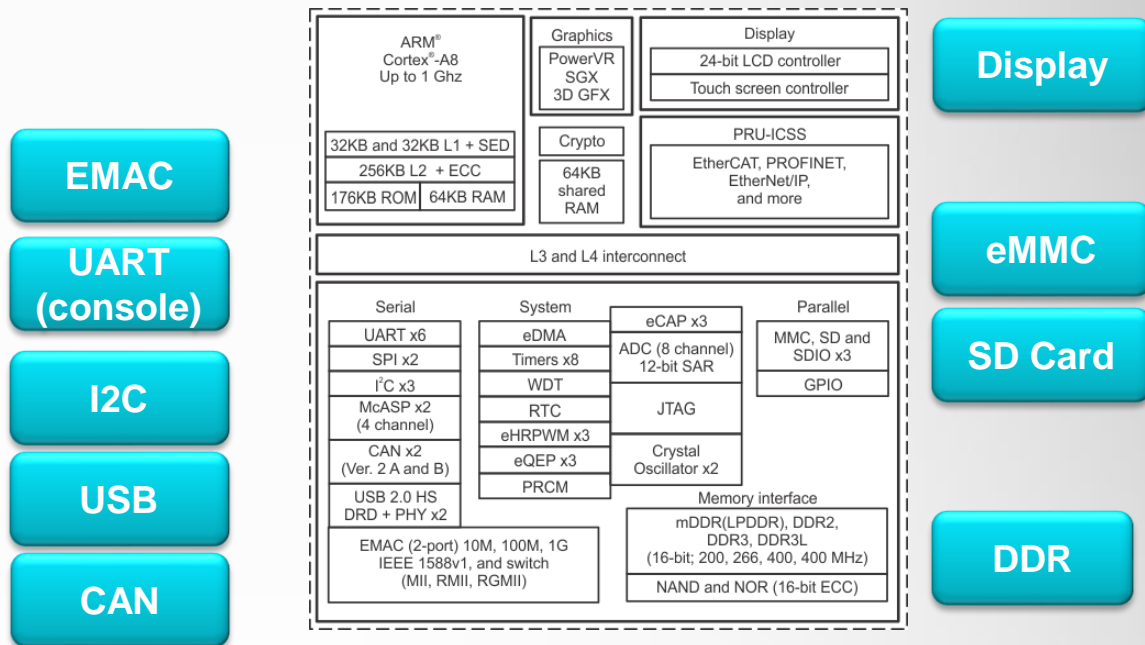 EMAC
UART
(console)
I2C
USB
CAN
ARM®
Cortex®-A8
Up to 1 Ghz
32KB and 32KB L1 + SED
256KB L2 + ECC
176KB ROM
64KB RAM
Graphics
PowerVR
SGX
3D GFX
Crypto
64KB
shared
RAM
Display
24-bit LCD controller
Touch screen controller
PRU-ICSS
EtherCAT, PROFINET,
EtherNet/IP,
and more
L3 and L4 interconnect
Serial
UART x6
SPI x2
I²C x3
McASP x2
(4 channel)
CAN x2
(Ver. 2 A and B)
USB 2.0 HS
DRD + PHY x2
EMAC (2-port) 10M, 100M, 1G
IEEE 1588v1, and switch
(MII, RMII, RGMII)
System
eDMA
Timers x8
WDT
RTC
eHRPWM x3
eQEP x3
PRCM
eCAP x3
ADC (8 channel)
12-bit SAR
JTAG
Crystal
Oscillator x2
Parallel
MMC, SD and
SDIO x3
GPIO
Memory interface
mDDR(LPDDR), DDR2,
DDR3, DDR3L
(16-bit; 200, 266, 400, 400 MHz)
NAND and NOR (16-bit ECC)
Display
eMMC
SD Card
DDR